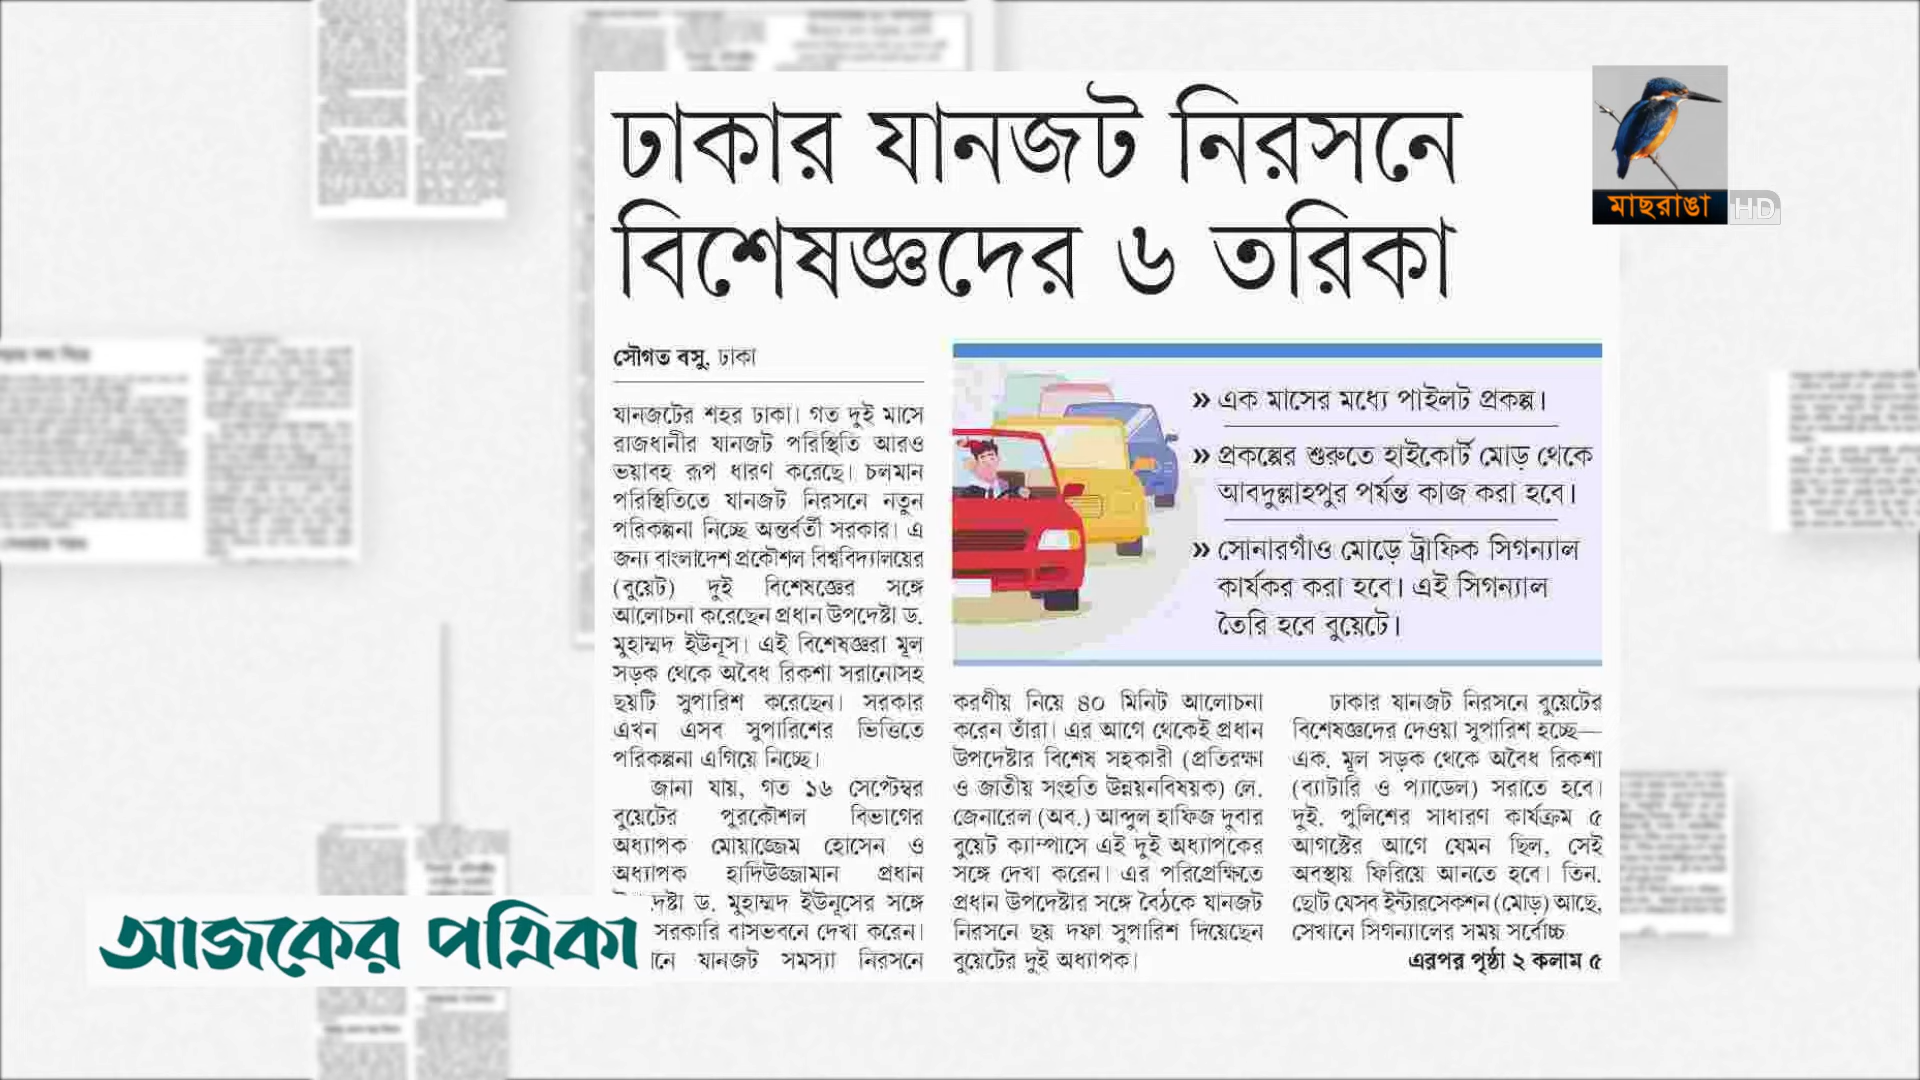 ঢাকার যানজট নিরসনে
বিশেষজ্ঞদের ৬ তরিকা
মাছরাঙা HD
সৌগত বসু, ঢাকা
যানজটের শহর ঢাকা। গত দুই মাসে
রাজধানীর যানজট পরিস্থিতি আরও
ভয়াবহ রূপ ধারণ করেছে। চলমান
পরিস্থিতিতে যানজট নিরসনে নতুন
পরিকল্পনা নিচ্ছে অন্তর্বর্তী সরকার। এ
জন্য বাংলাদেশ প্রকৌশল বিশ্ববিদ্যালয়ের
(বুয়েট) দুই বিশেষজ্ঞের সঙ্গে
আলোচনা করেছেন প্রধান উপদেষ্টা ড.
মুহাম্মদ ইউনূস। এই বিশেষজ্ঞরা মূল
সড়ক থেকে অবৈধ রিকশা সরানোসহ
ছয়টি সুপারিশ করেছেন। সরকার
এখন এসব সুপারিশের ভিত্তিতে
পরিকল্পনা এগিয়ে নিচ্ছে।
জানা যায়, গত ১৬ সেপ্টেম্বর
বুয়েটের পুরকৌশল বিভাগের
অধ্যাপক মোয়াজ্জেম হোসেন ও
অধ্যাপক হাদিউজ্জামান প্রধান
ড. মুহাম্মদ ইউনূসের সঙ্গে
সরকারি বাসভবনে দেখা করেন।
যানজট সমস্যা নিরসনে
» এক মাসের মধ্যে পাইলট প্রকল্প।
» প্রকল্পের শুরুতে হাইকোর্ট মোড় থেকে
আবদুল্লাহপুর পর্যন্ত কাজ করা হবে।
» সোনারগাঁও মোড়ে ট্রাফিক সিগন্যাল
কার্যকর করা হবে। এই সিগন্যাল
তৈরি হবে বুয়েটে।
করণীয় নিয়ে ৪০ মিনিট আলোচনা
করেন তাঁরা। এর আগে থেকেই প্রধান
উপদেষ্টার বিশেষ সহকারী (প্রতিরক্ষা
ও জাতীয় সংহতি উন্নয়নবিষয়ক) লে.
জেনারেল (অব.) আব্দুল হাফিজ দুবার
বুয়েট ক্যাম্পাসে এই দুই অধ্যাপকের
সঙ্গে দেখা করেন। এর পরিপ্রেক্ষিতে
প্রধান উপদেষ্টার সঙ্গে বৈঠকে যানজট
নিরসনে ছয় দফা সুপারিশ দিয়েছেন
বুয়েটের দুই অধ্যাপক।
ঢাকার যানজট নিরসনে বুয়েটের
বিশেষজ্ঞদের দেওয়া সুপারিশ হচ্ছে—
এক. মূল সড়ক থেকে অবৈধ রিকশা
(ব্যাটারি ও প্যাডেল) সরাতে হবে।
দুই. পুলিশের সাধারণ কার্যক্রম ৫
আগস্টের আগে যেমন ছিল, সেই
অবস্থায় ফিরিয়ে আনতে হবে। তিন.
ছোট যেসব ইন্টারসেকশন (মোড়) আছে,
সেখানে সিগন্যালের সময় সর্বোচ্চ
এরপর পৃষ্ঠা ২ কলাম ৫
আজকের পত্রিকা